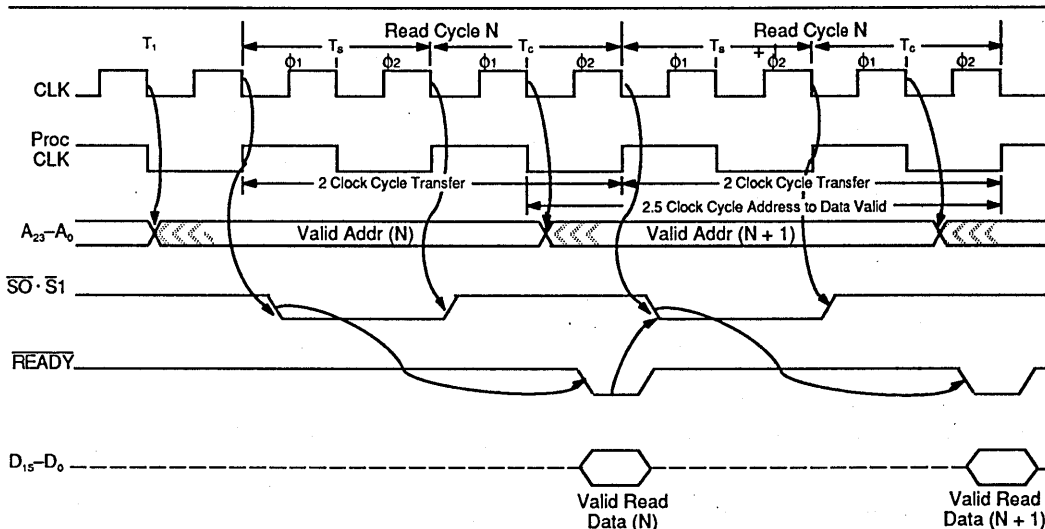 Read Cycle N Read Cycle N
T₁ Tₛ T꜀ Tₛ T꜀
ϕ1 ϕ2 ϕ1 ϕ2 ϕ1 ϕ2 ϕ1 ϕ2
CLK
Proc
CLK
2 Clock Cycle Transfer 2 Clock Cycle Transfer
2.5 Clock Cycle Address to Data Valid
A₂₃–A₀ Valid Addr (N) Valid Addr (N + 1)
S̅O̅ · S̅1
R̅E̅A̅D̅Y̅
D₁₅–D₀
Valid Read Valid Read
Data (N) Data (N + 1)